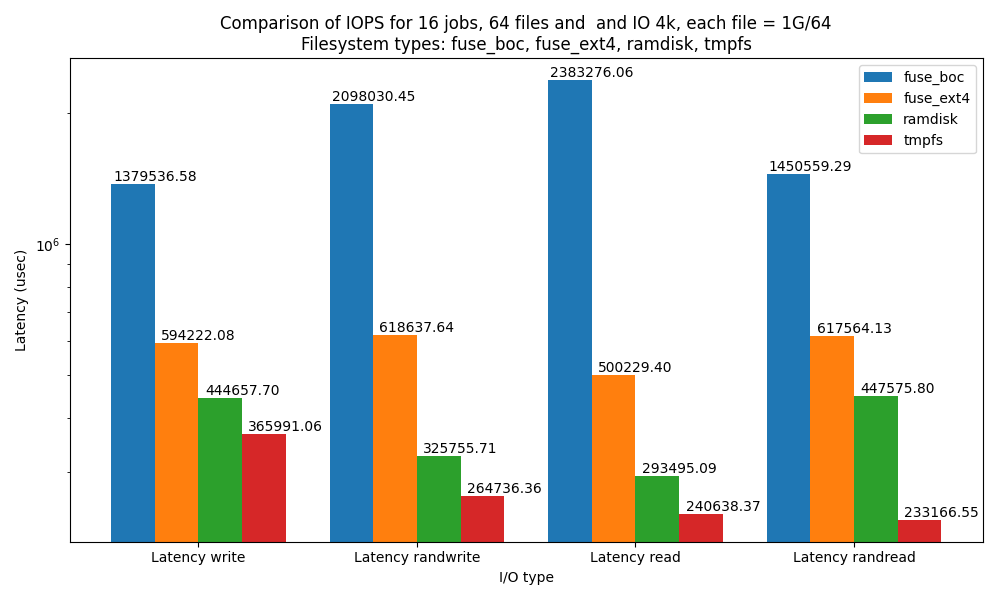 Comparison of IOPS for 16 jobs, 64 files and  and IO 4k, each file = 1G/64
Filesystem types: fuse_boc, fuse_ext4, ramdisk, tmpfs
2383276.06
2098030.45
1450559.29
1379536.58
594222.08
618637.64
500229.40
617564.13
444657.70
447575.80
365991.06
325755.71
293495.09
264736.36
240638.37
233166.55
fuse_boc
fuse_ext4
ramdisk
tmpfs
10⁶
Latency (usec)
Latency write
Latency randwrite
Latency read
Latency randread
I/O type